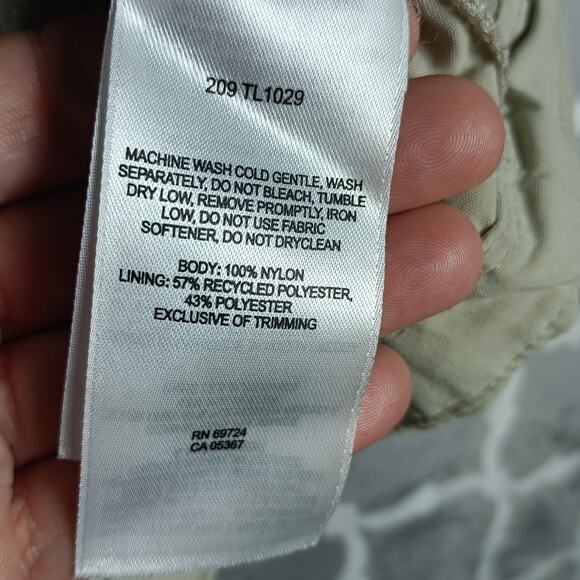 209 TL1029
MACHINE WASH COLD GENTLE, WASH
SEPARATELY, DO NOT BLEACH, TUMBLE
DRY LOW, REMOVE PROMPTLY, IRON
LOW, DO NOT USE FABRIC
SOFTENER, DO NOT DRYCLEAN
BODY: 100% NYLON
LINING: 57% RECYCLED POLYESTER,
43% POLYESTER
EXCLUSIVE OF TRIMMING
RN 69724
CA 05367